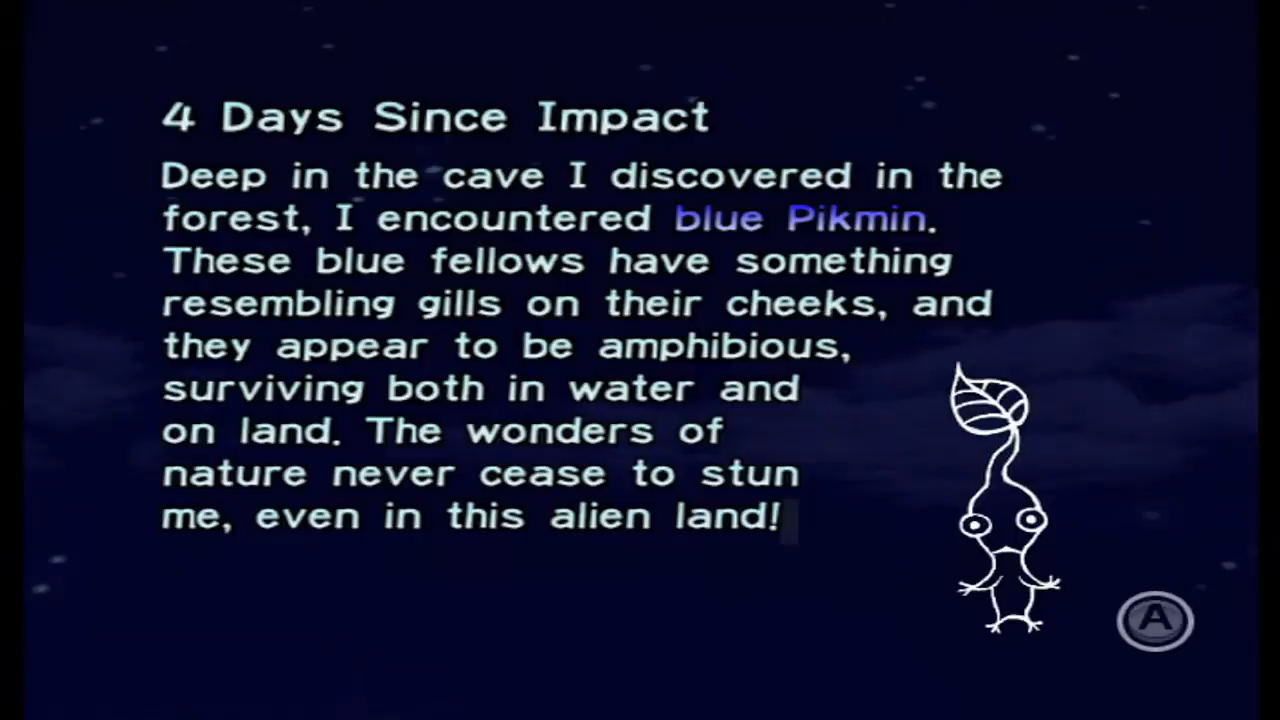 4 Days Since Impact
Deep in the cave I discovered in the
forest, I encountered blue Pikmin.
These blue fellows have something
resembling gills on their cheeks, and
they appear to be amphibious,
surviving both in water and
on land. The wonders of
nature never cease to stun
me, even in this alien land!
A